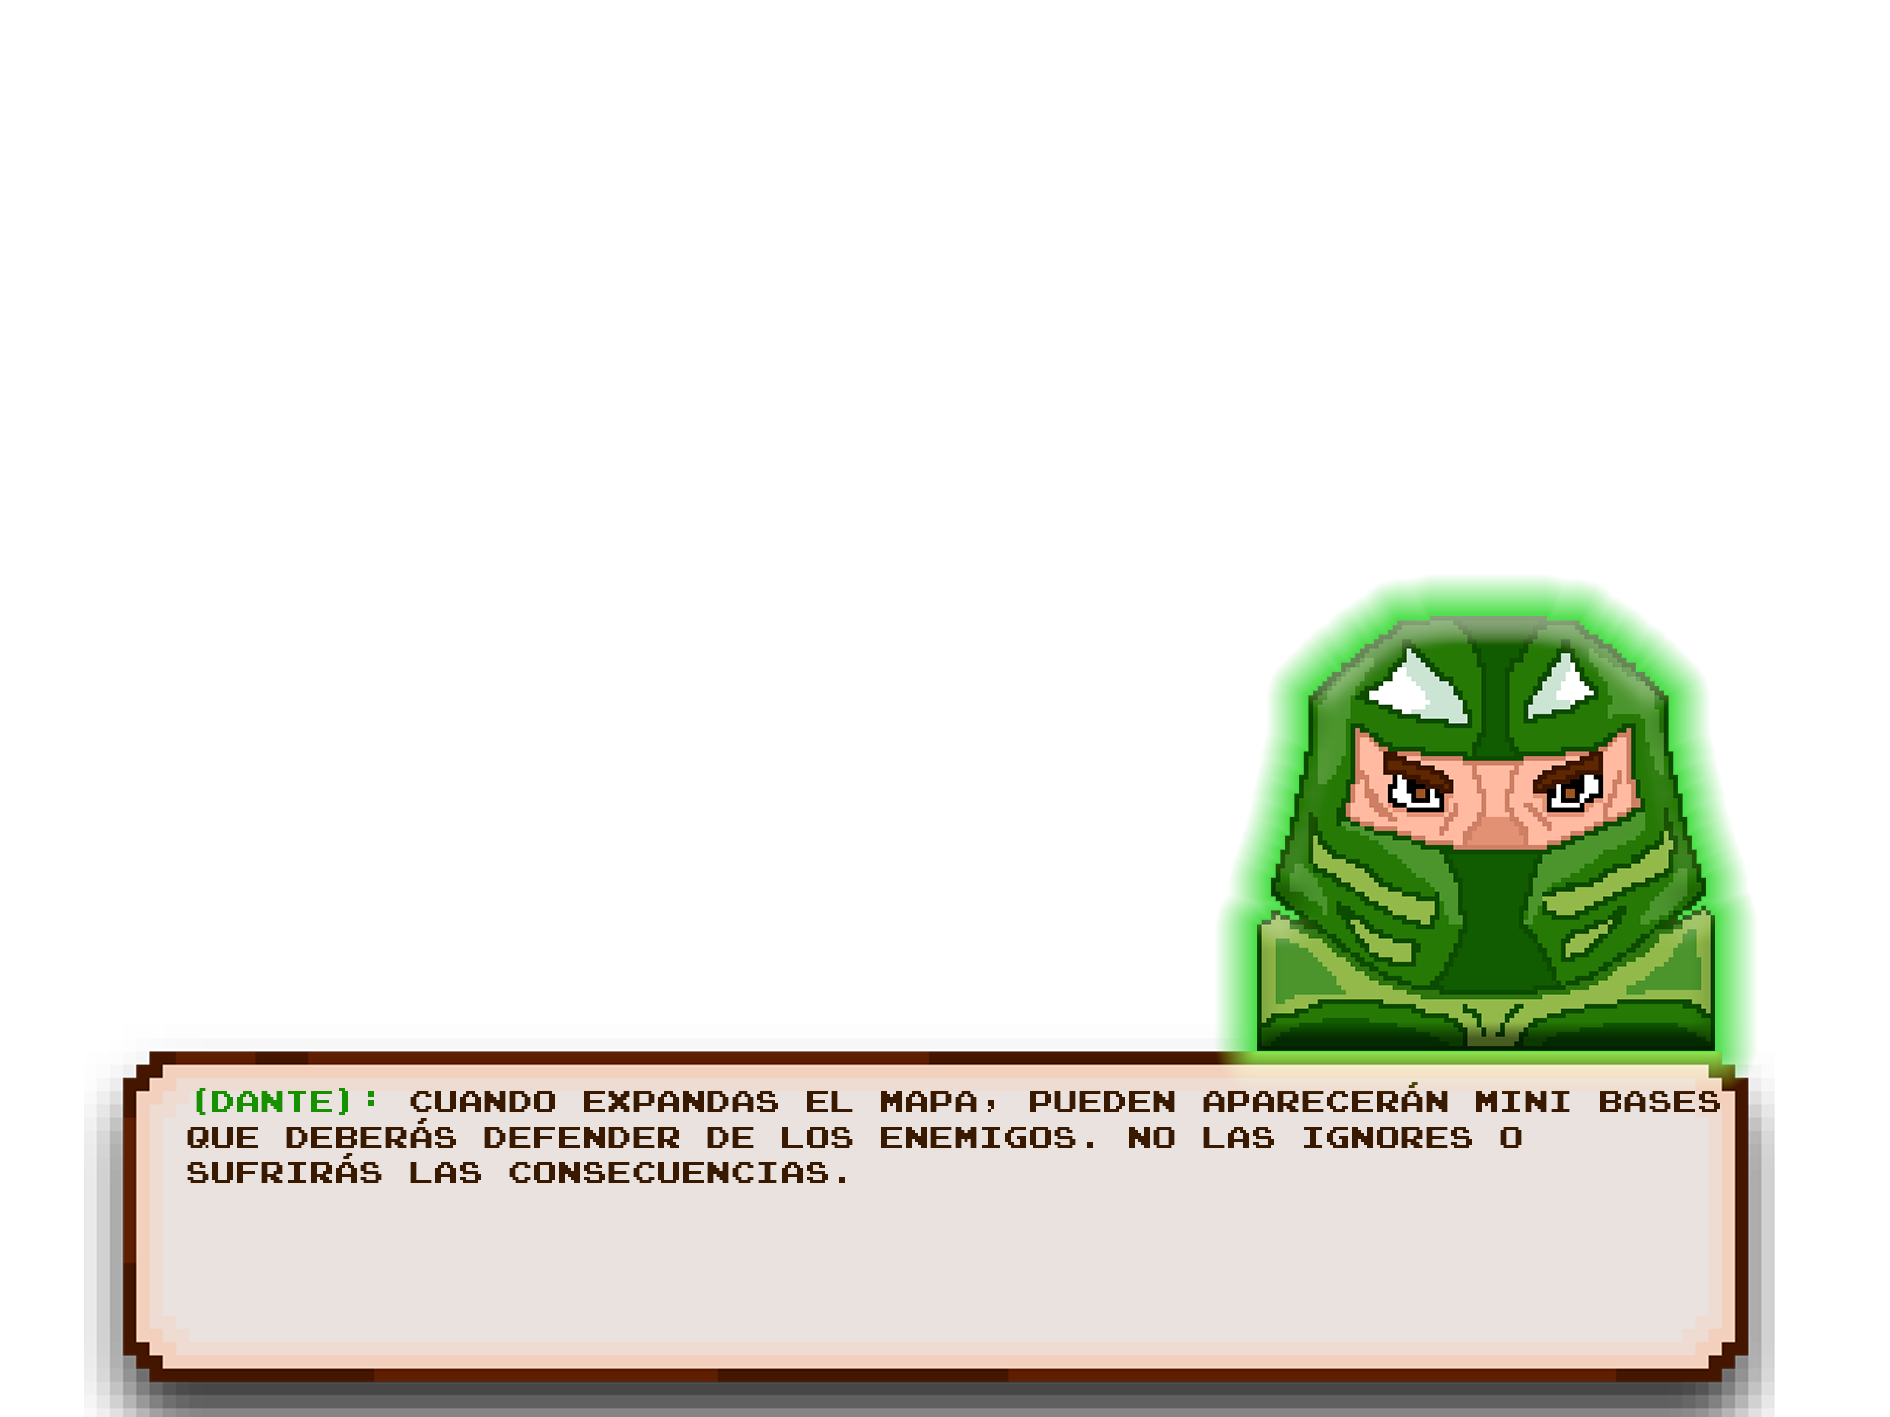 (DANTE): CUANDO EXPANDAS EL MAPA, PUEDEN APARECERÁN MINI BASES
QUE DEBERÁS DEFENDER DE LOS ENEMIGOS. NO LAS IGNORES O
SUFRIRÁS LAS CONSECUENCIAS.